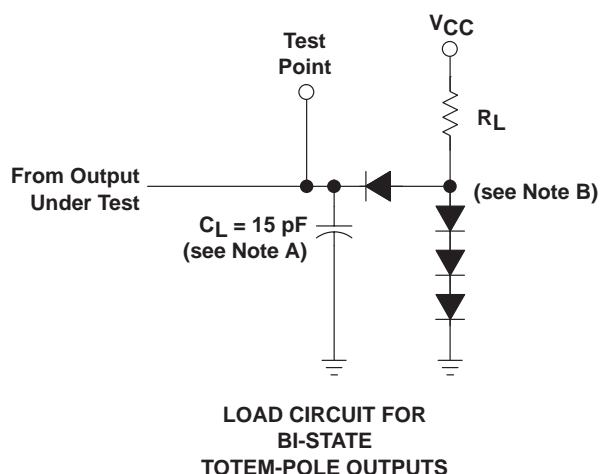 Test
Point
VCC
RL
From Output
Under Test
(see Note B)
CL = 15 pF
(see Note A)
LOAD CIRCUIT FOR
BI-STATE
TOTEM-POLE OUTPUTS